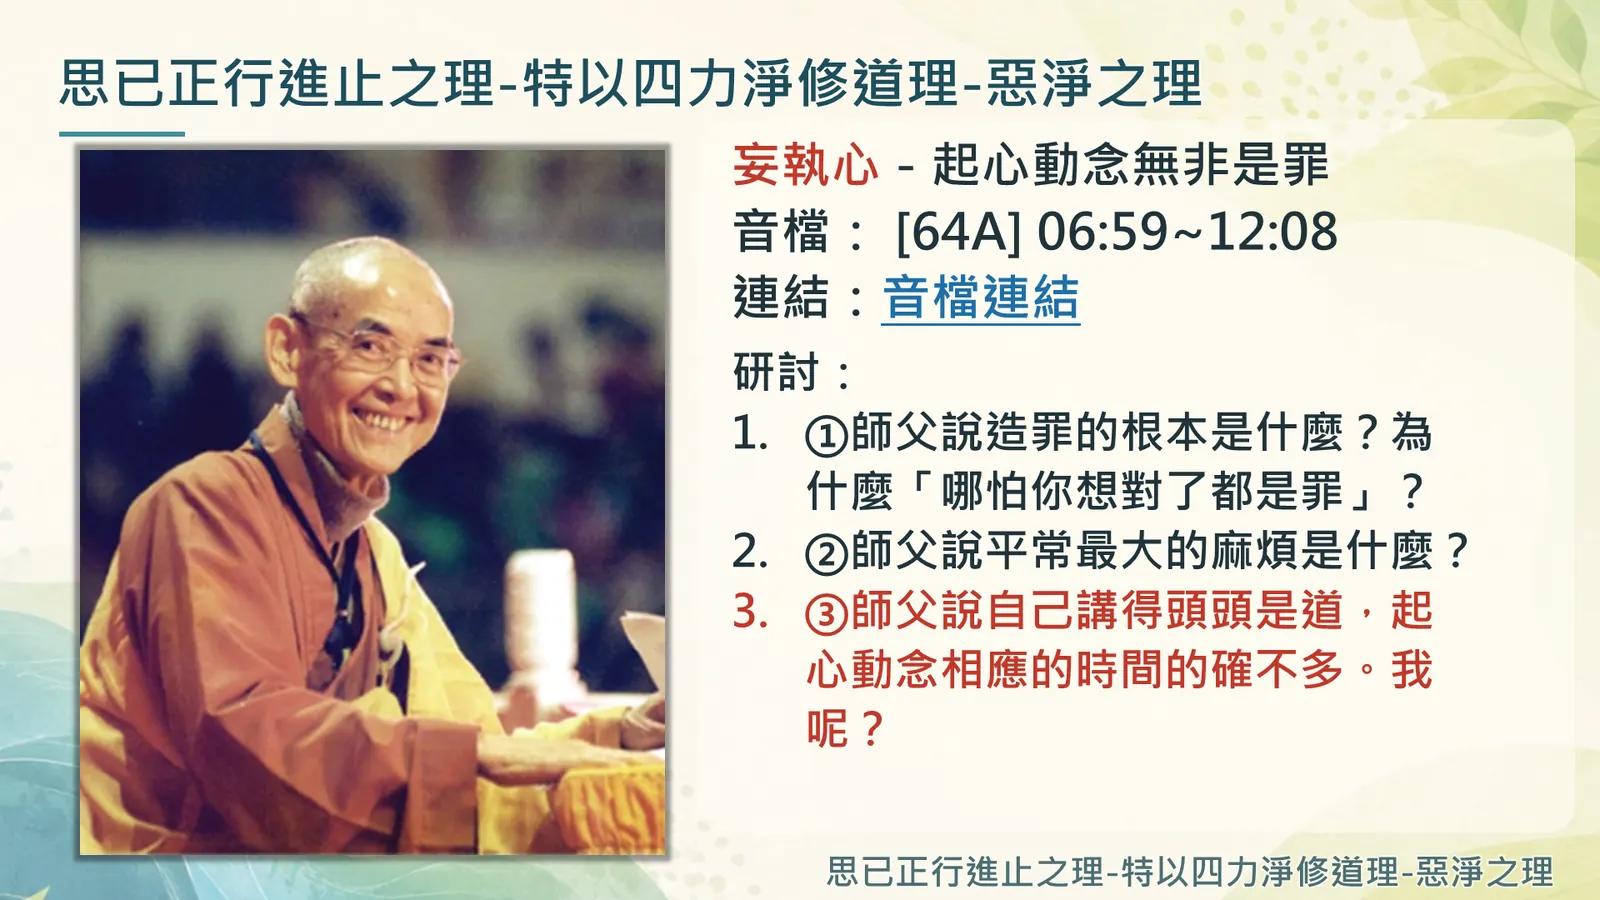 思已正行進止之理-特以四力淨修道理-惡淨之理
妄執心 - 起心動念無非是罪
音檔： [64A] 06:59~12:08
連結：音檔連結
研討：
1. ①師父說造罪的根本是什麼？為
什麼「哪怕你想對了都是罪」？
2. ②師父說平常最大的麻煩是什麼？
3. ③師父說自己講得頭頭是道，起
心動念相應的時間的確不多。我
呢？
思已正行進止之理-特以四力淨修道理-惡淨之理